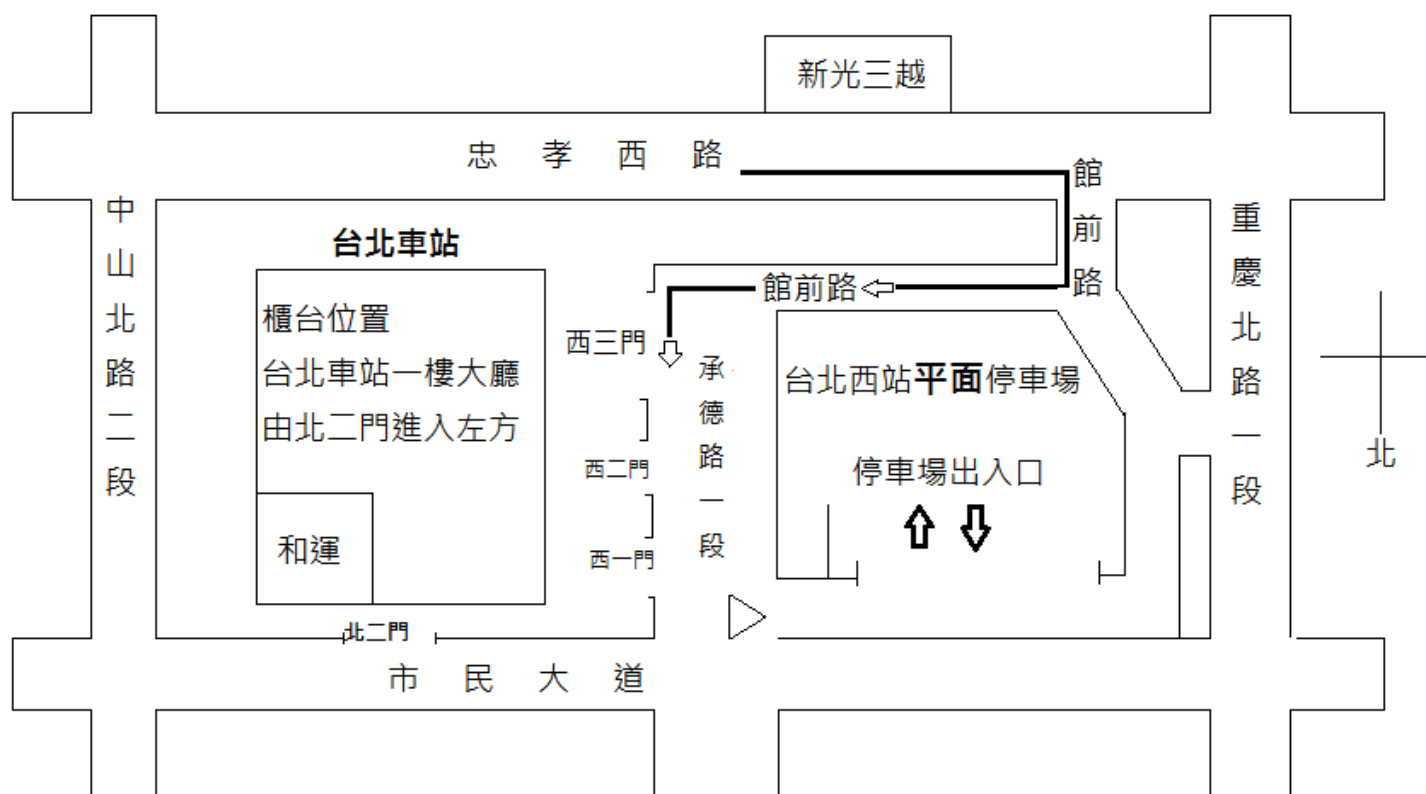 新光三越
忠孝西路
館前路
中山北路二段
重慶北路一段
台北車站
館前路
櫃台位置
台北車站一樓大廳
由北二門進入左方
西三門
承德路一段
台北西站平面停車場
北
西二門
停車場出入口
和運
西一門
北二門
市民大道